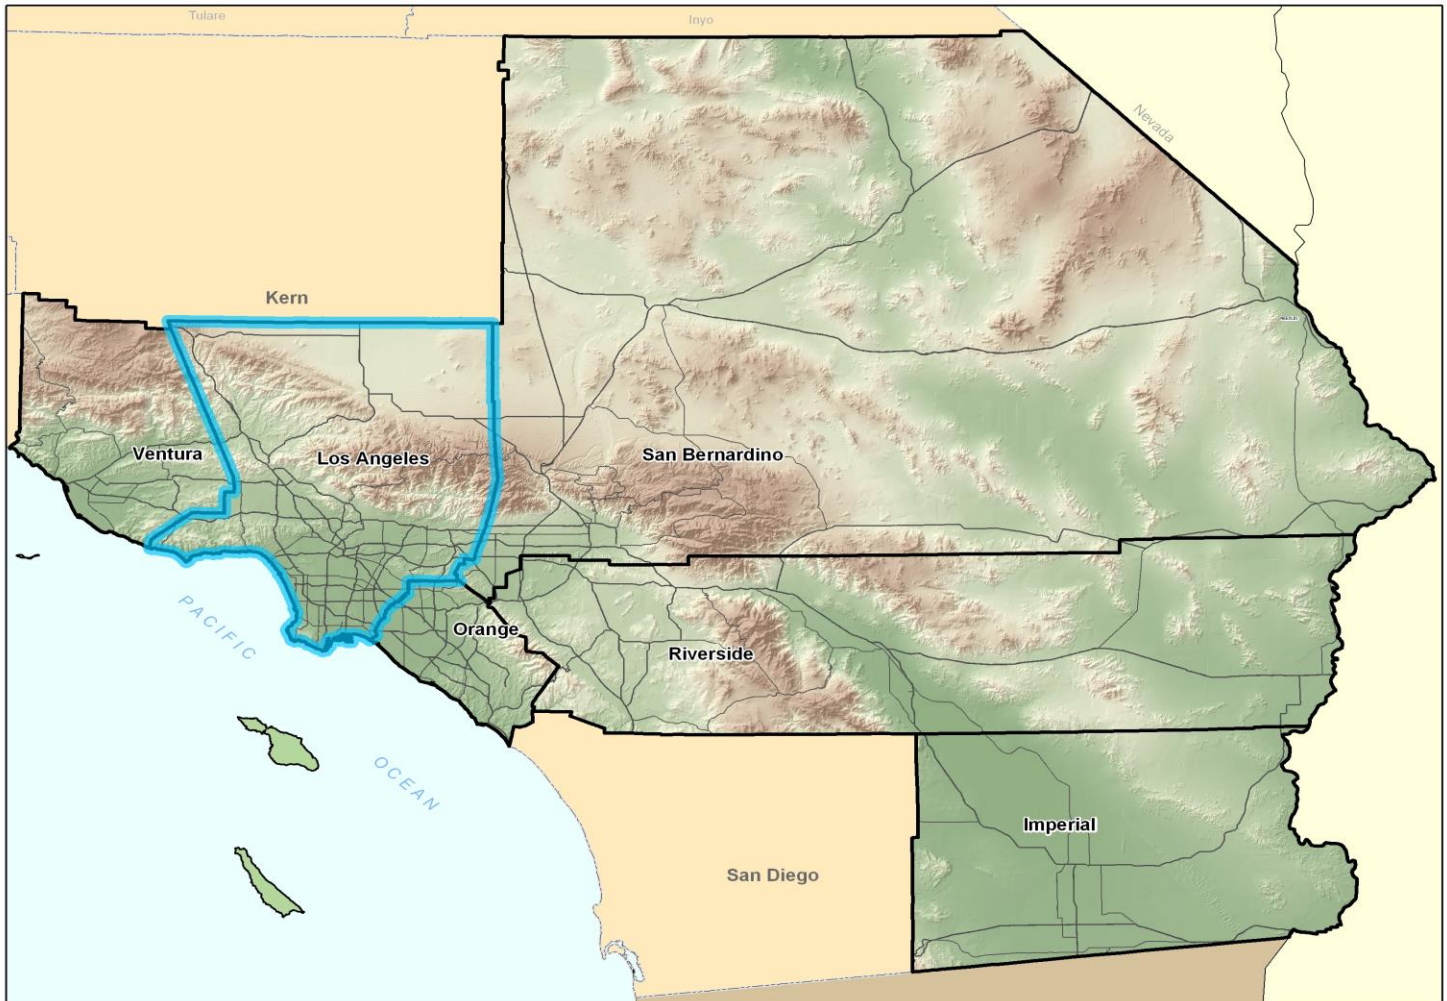 Tulare
Inyo
Nevada
Kern
Ventura
Los Angeles
San Bernardino
PACIFIC
Orange
Riverside
OCEAN
Imperial
San Diego